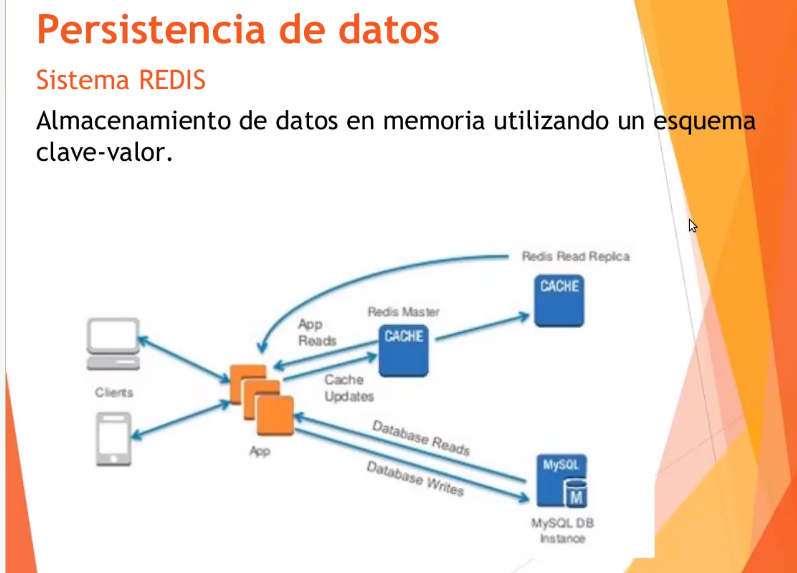 Persistencia de datos
Sistema REDIS
Almacenamiento de datos en memoria utilizando un esquema
clave-valor.
Redis Read Replica
CACHE
Redis Master
CACHE
App
Reads
Cache
Updates
Clients
App
Database Reads
Database Writes
MySQL
M
MySQL DB
Instance